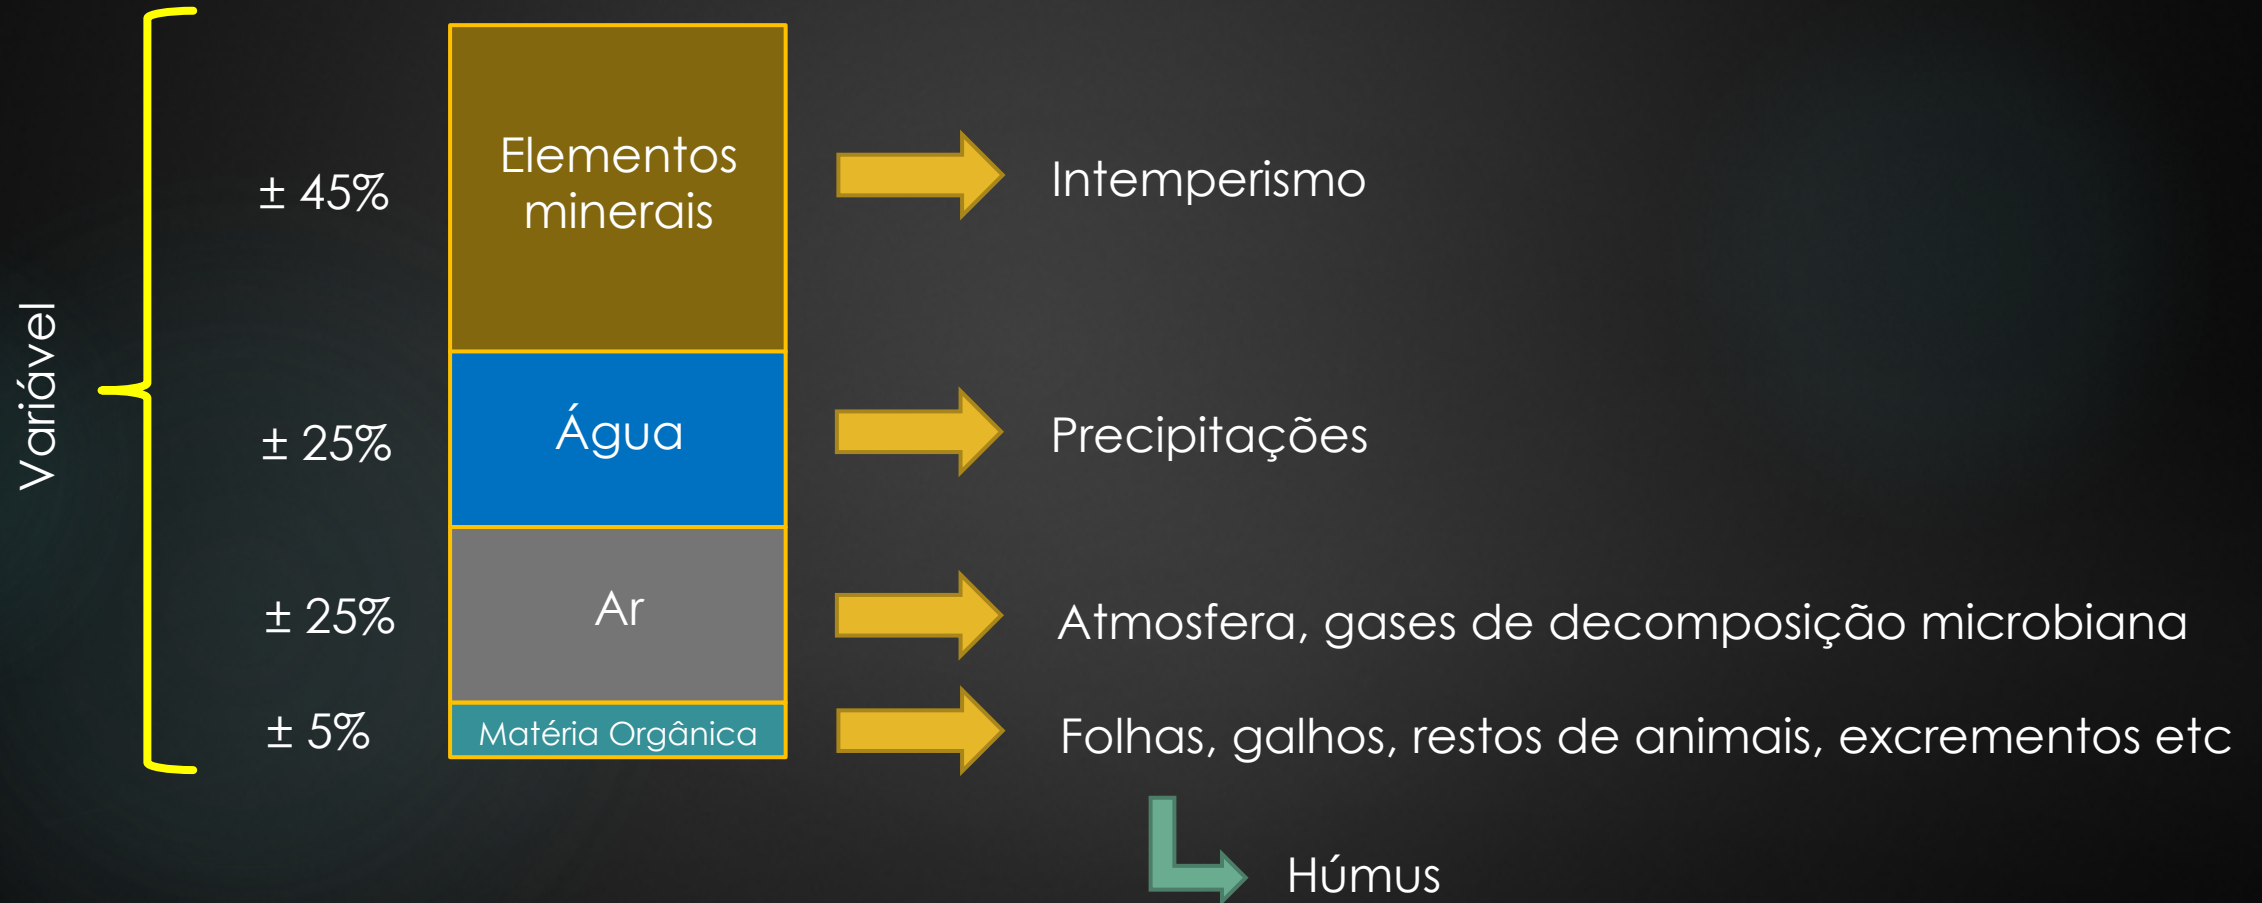 Variável
± 45%
Elementos
minerais
Intemperismo
± 25%
Água
Precipitações
± 25%
Ar
Atmosfera, gases de decomposição microbiana
± 5%
Matéria Orgânica
Folhas, galhos, restos de animais, excrementos etc
Húmus